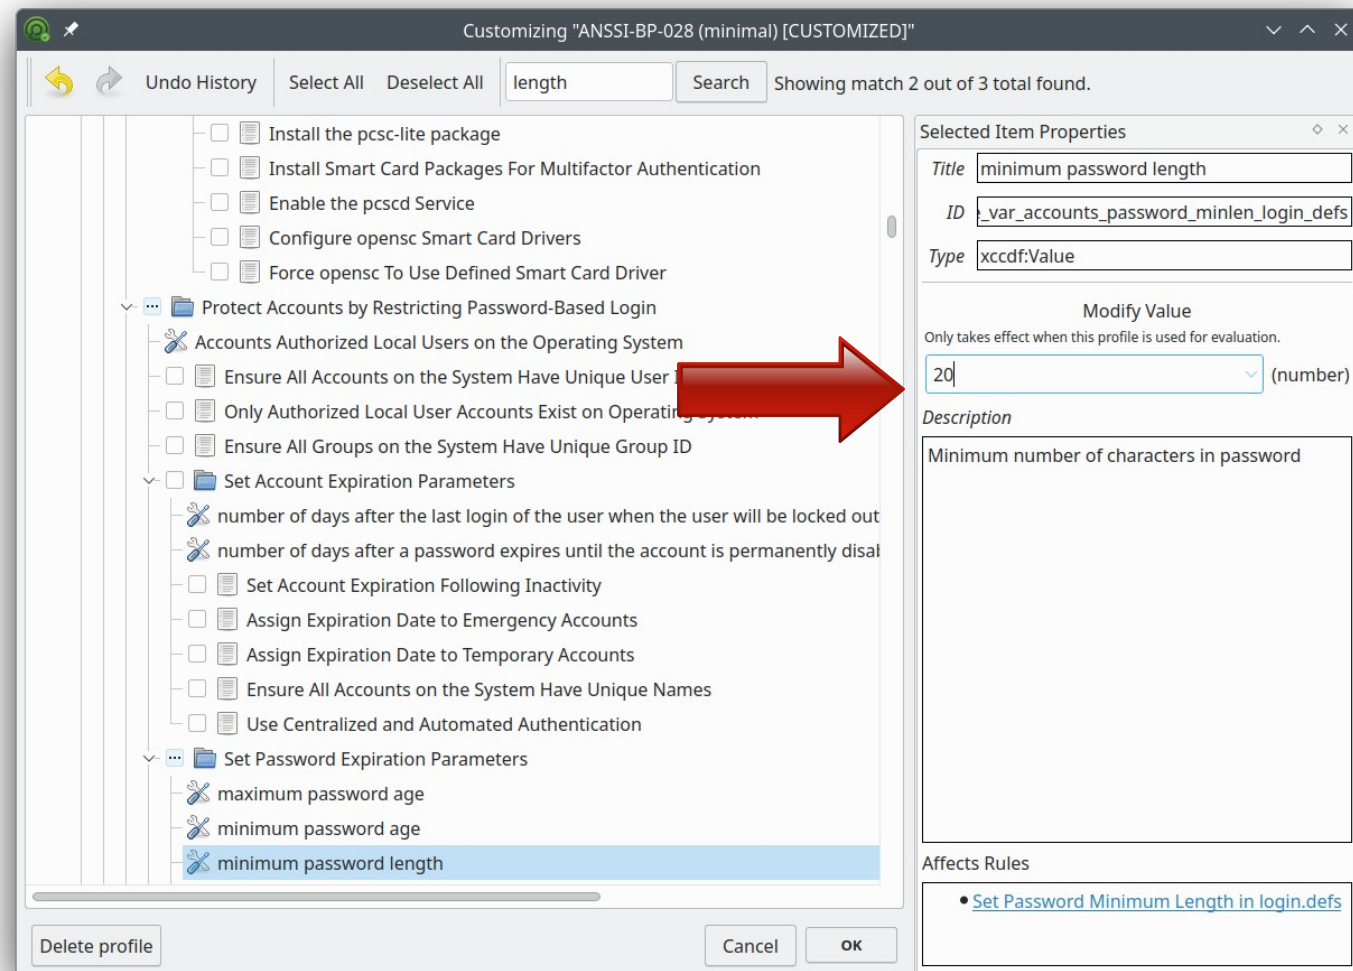 Customizing "ANSSI-BP-028 (minimal) [CUSTOMIZED]"
Undo History Select All Deselect All length Search Showing match 2 out of 3 total found.
Install the pcsc-lite package
Install Smart Card Packages For Multifactor Authentication
Enable the pcscd Service
Configure opensc Smart Card Drivers
Force opensc To Use Defined Smart Card Driver
Protect Accounts by Restricting Password-Based Login
Accounts Authorized Local Users on the Operating System
Ensure All Accounts on the System Have Unique User
Only Authorized Local User Accounts Exist on Operating System
Ensure All Groups on the System Have Unique Group ID
Set Account Expiration Parameters
number of days after the last login of the user when the user will be locked out
number of days after a password expires until the account is permanently disal
Set Account Expiration Following Inactivity
Assign Expiration Date to Emergency Accounts
Assign Expiration Date to Temporary Accounts
Ensure All Accounts on the System Have Unique Names
Use Centralized and Automated Authentication
Set Password Expiration Parameters
maximum password age
minimum password age
minimum password length
Delete profile Cancel OK
Selected Item Properties
Title minimum password length
ID e_var_accounts_password_minlen_login_defs
Type xccdf:Value
Modify Value
Only takes effect when this profile is used for evaluation.
20 (number)
Description
Minimum number of characters in password
Affects Rules
Set Password Minimum Length in login.defs